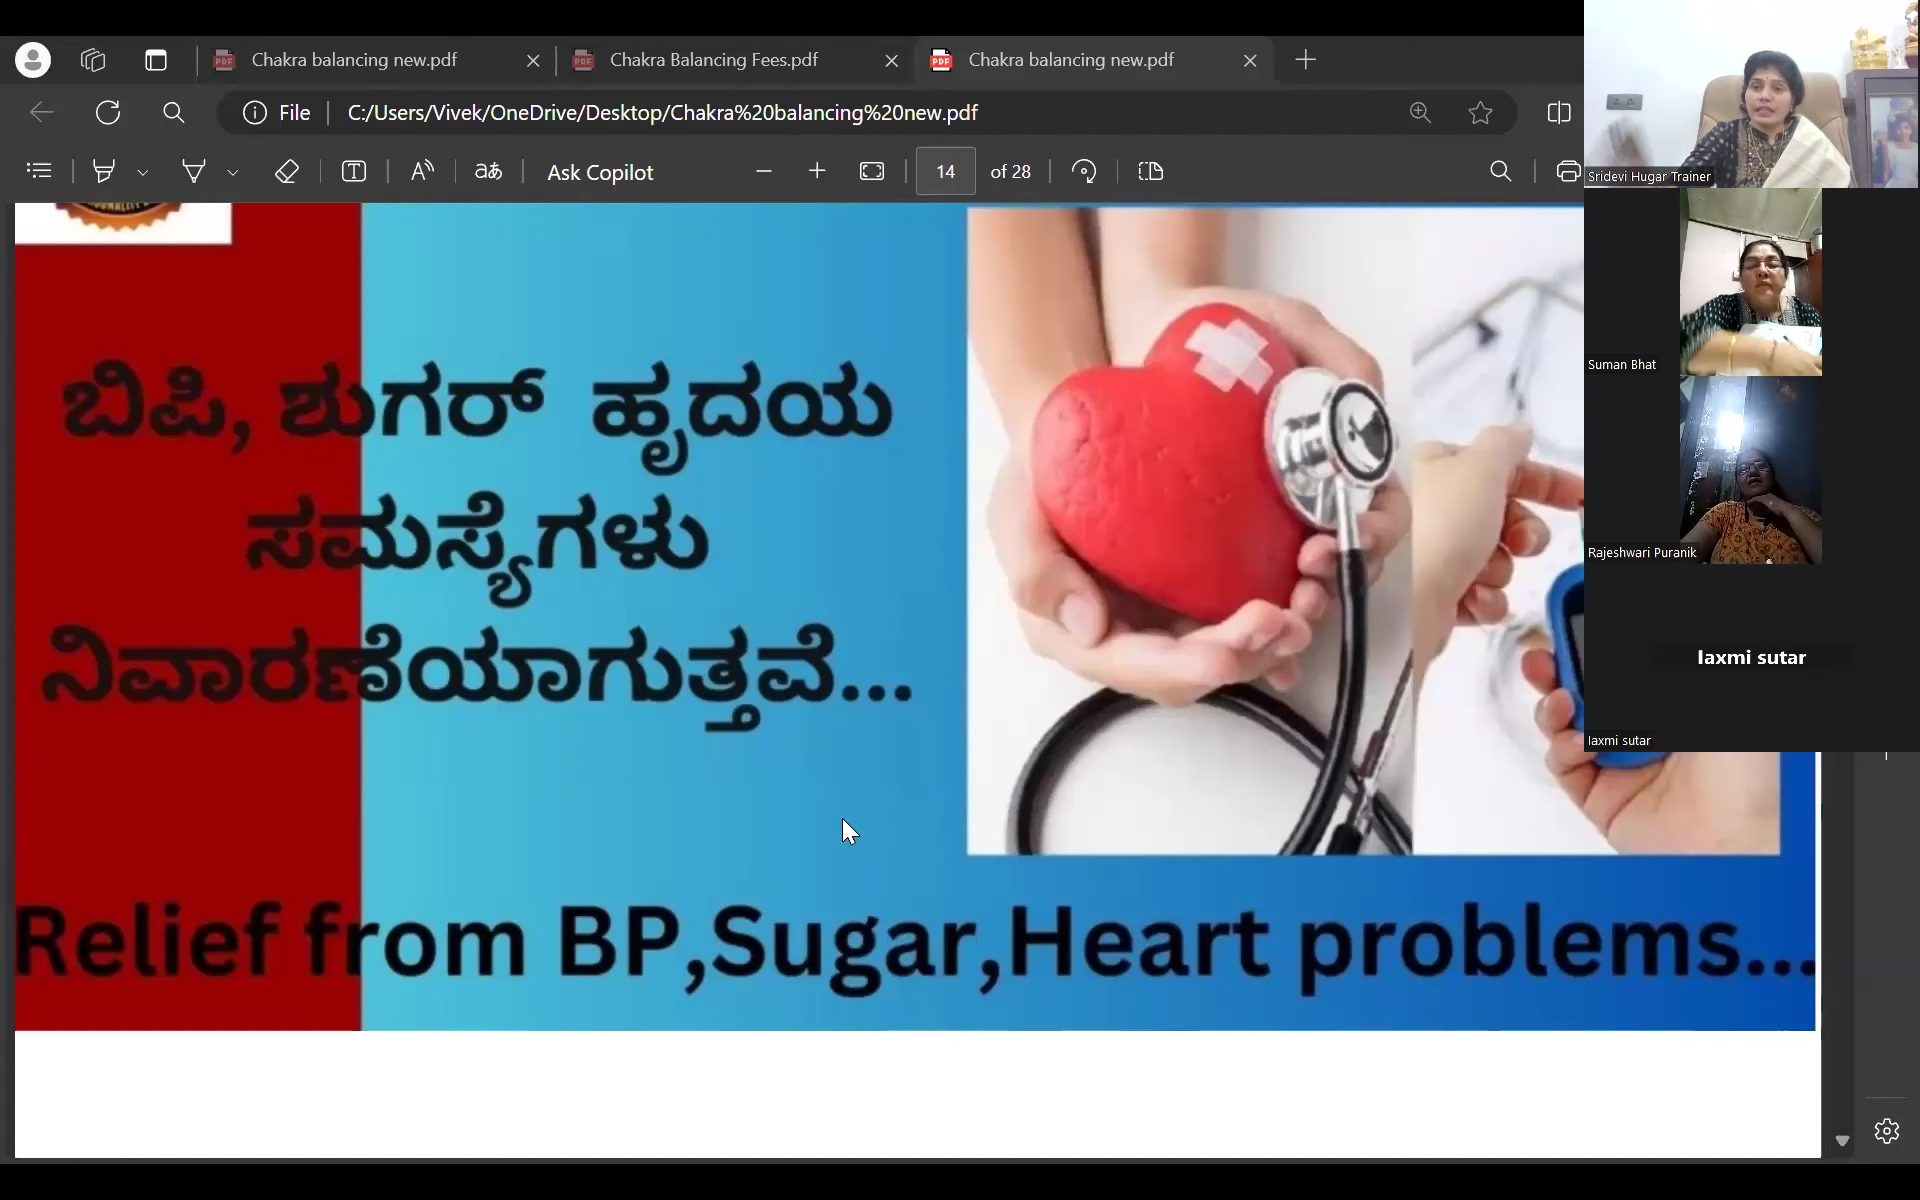 Chakra balancing new.pdf
Chakra Balancing Fees.pdf
Chakra balancing new.pdf
File
C:/Users/Vivek/OneDrive/Desktop/Chakra%20balancing%20new.pdf
Ask Copilot
14 of 28
ಬಿಪಿ, ಶುಗರ್ ಹೃದಯ
ಸಮಸ್ಯೆಗಳು
ನಿವಾರಣೆಯಾಗುತ್ತವೆ...
Relief from BP,Sugar,Heart problems...
Sridevi Hugar Trainer
Suman Bhat
Rajeshwari Puranik
laxmi sutar
laxmi sutar